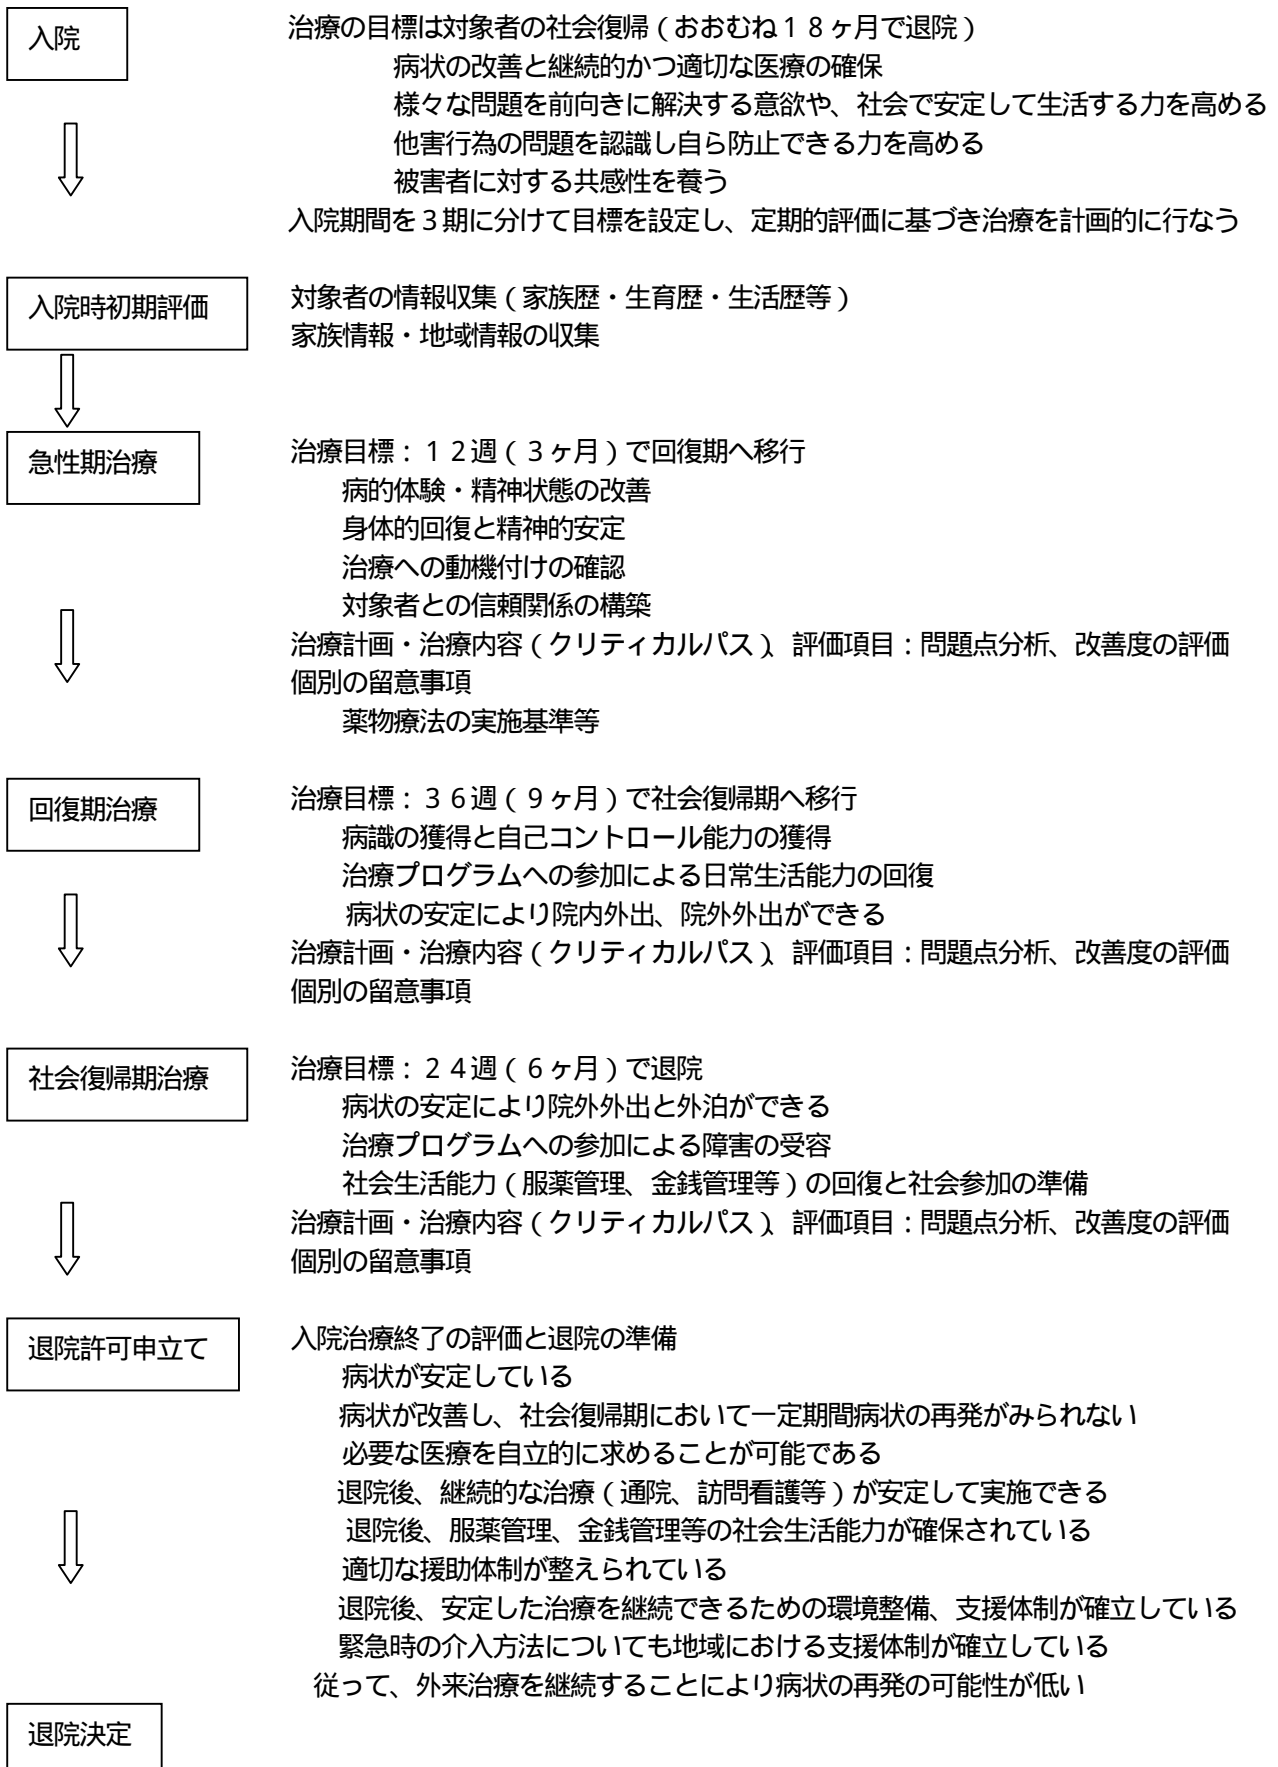 入院
治療の目標は対象者の社会復帰(おおむね18ヶ月で退院)
病状の改善と継続的かつ適切な医療の確保
様々な問題を前向きに解決する意欲や、社会で安定して生活する力を高める
他害行為の問題を認識し自ら防止できる力を高める
被害者に対する共感性を養う
入院期間を3期に分けて目標を設定し、定期的評価に基づき治療を計画的に行なう
入院時初期評価
対象者の情報収集(家族歴・生育歴・生活歴等)
家族情報・地域情報の収集
急性期治療
治療目標:12週(3ヶ月)で回復期へ移行
病的体験・精神状態の改善
身体的回復と精神的安定
治療への動機付けの確認
対象者との信頼関係の構築
治療計画・治療内容(クリティカルパス)、評価項目:問題点分析、改善度の評価
個別の留意事項
薬物療法の実施基準等
回復期治療
治療目標:36週(9ヶ月)で社会復帰期へ移行
病識の獲得と自己コントロール能力の獲得
治療プログラムへの参加による日常生活能力の回復
病状の安定により院内外出、院外外出ができる
治療計画・治療内容(クリティカルパス)、評価項目:問題点分析、改善度の評価
個別の留意事項
社会復帰期治療
治療目標:24週(6ヶ月)で退院
病状の安定により院外外出と外泊ができる
治療プログラムへの参加による障害の受容
社会生活能力(服薬管理、金銭管理等)の回復と社会参加の準備
治療計画・治療内容(クリティカルパス)、評価項目:問題点分析、改善度の評価
個別の留意事項
退院許可申立て
入院治療終了の評価と退院の準備
病状が安定している
病状が改善し、社会復帰期において一定期間病状の再発がみられない
必要な医療を自立的に求めることが可能である
退院後、継続的な治療(通院、訪問看護等)が安定して実施できる
退院後、服薬管理、金銭管理等の社会生活能力が確保されている
適切な援助体制が整えられている
退院後、安定した治療を継続できるための環境整備、支援体制が確立している
緊急時の介入方法についても地域における支援体制が確立している
従って、外来治療を継続することにより病状の再発の可能性が低い
退院決定